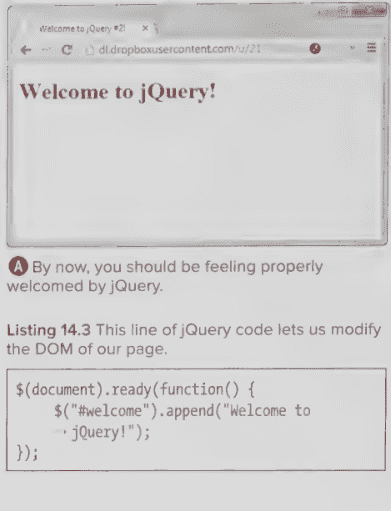 Welcome to jQuery #2!
dl.dropboxusercontent.com/u/21
Welcome to jQuery!
A By now, you should be feeling properly
welcomed by jQuery.
Listing 14.3 This line of jQuery code lets us modify
the DOM of our page.
$(document).ready(function() {
$("#welcome").append("Welcome to
→ jQuery!");
});